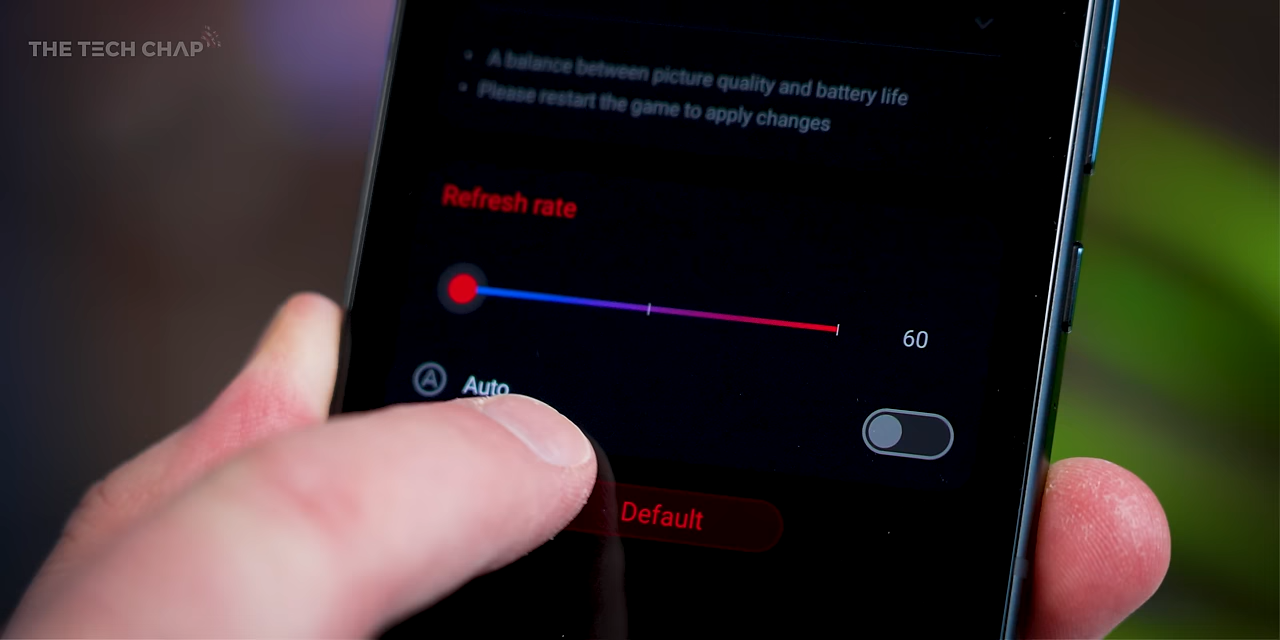 THE TECH CHAP
• A balance between picture quality and battery life
• Please restart the game to apply changes
Refresh rate
60
A Auto
Default